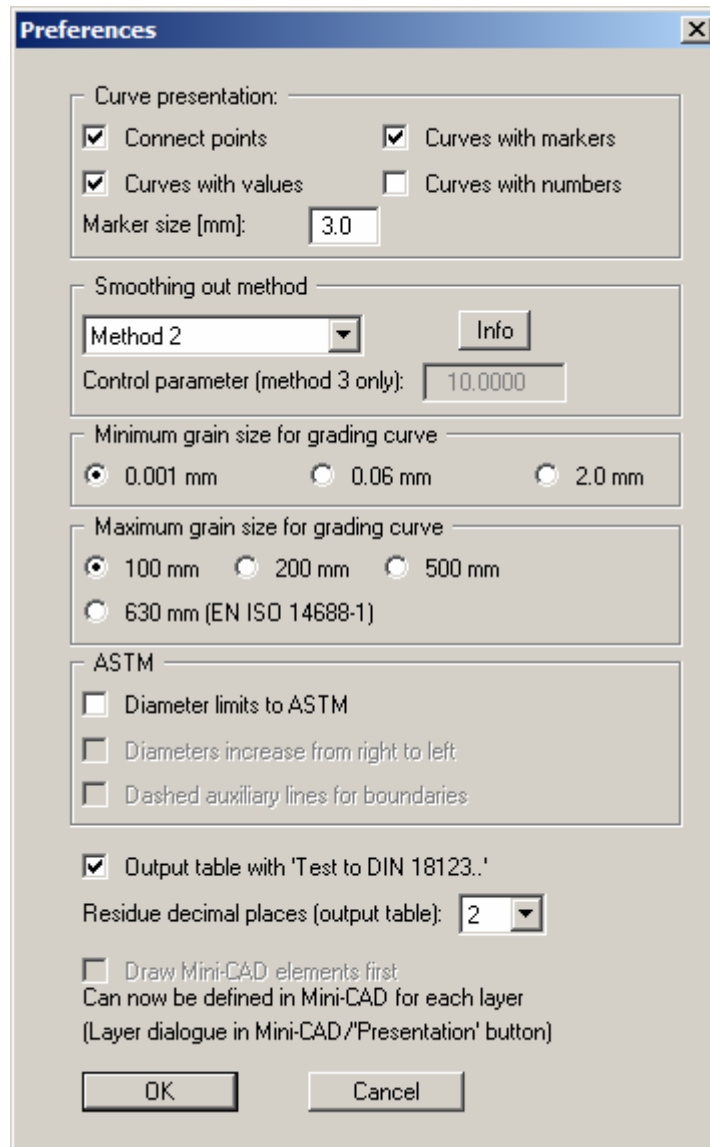 Preferences
Curve presentation:
Connect points
Curves with markers
Curves with values
Curves with numbers
Marker size [mm]: 3.0
Smoothing out method
Method 2
Info
Control parameter (method 3 only): 10.0000
Minimum grain size for grading curve
0.001 mm 0.06 mm 2.0 mm
Maximum grain size for grading curve
100 mm 200 mm 500 mm
630 mm (EN ISO 14688-1)
ASTM
Diameter limits to ASTM
Diameters increase from right to left
Dashed auxiliary lines for boundaries
Output table with 'Test to DIN 18123..'
Residue decimal places (output table): 2
Draw Mini-CAD elements first
Can now be defined in Mini-CAD for each layer
(Layer dialogue in Mini-CAD/'Presentation' button)
OK Cancel